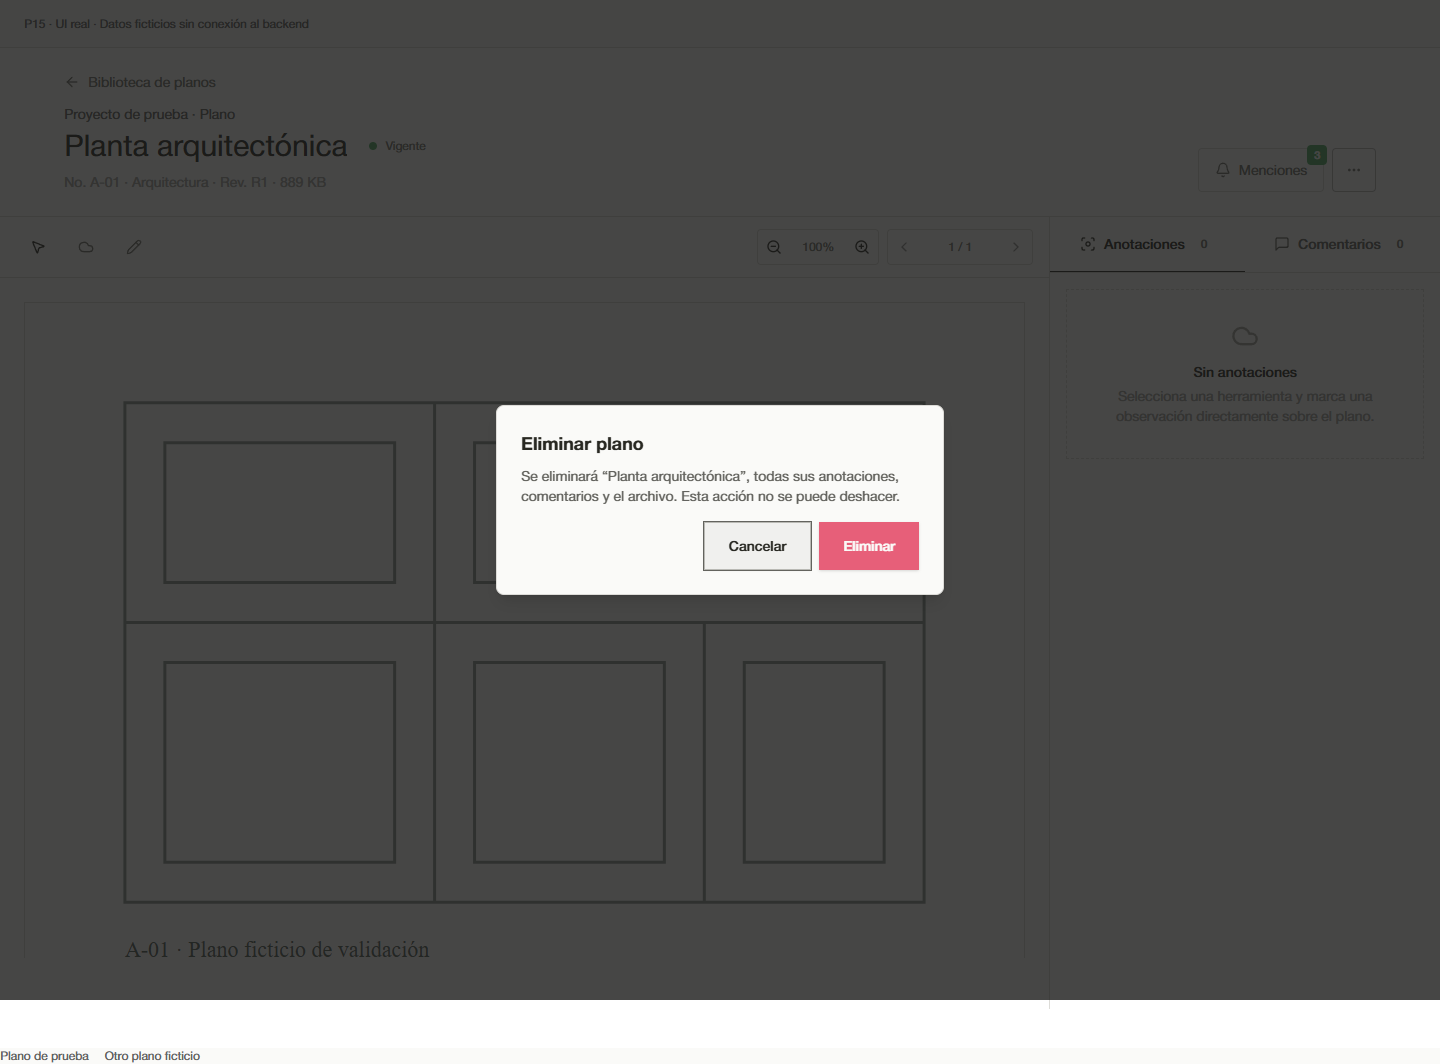 P15 · UI real · Datos ficticios sin conexión al backend
Biblioteca de planos
Proyecto de prueba · Plano
Planta arquitectónica
Vigente
No. A-01 · Arquitectura · Rev. R1 · 889 KB
Menciones
3
100%
1 / 1
Anotaciones 0
Comentarios 0
Sin anotaciones
Selecciona una herramienta y marca una
observación directamente sobre el plano.
Eliminar plano
Se eliminará “Planta arquitectónica”, todas sus anotaciones,
comentarios y el archivo. Esta acción no se puede deshacer.
Cancelar
Eliminar
A-01 · Plano ficticio de validación
Plano de prueba
Otro plano ficticio